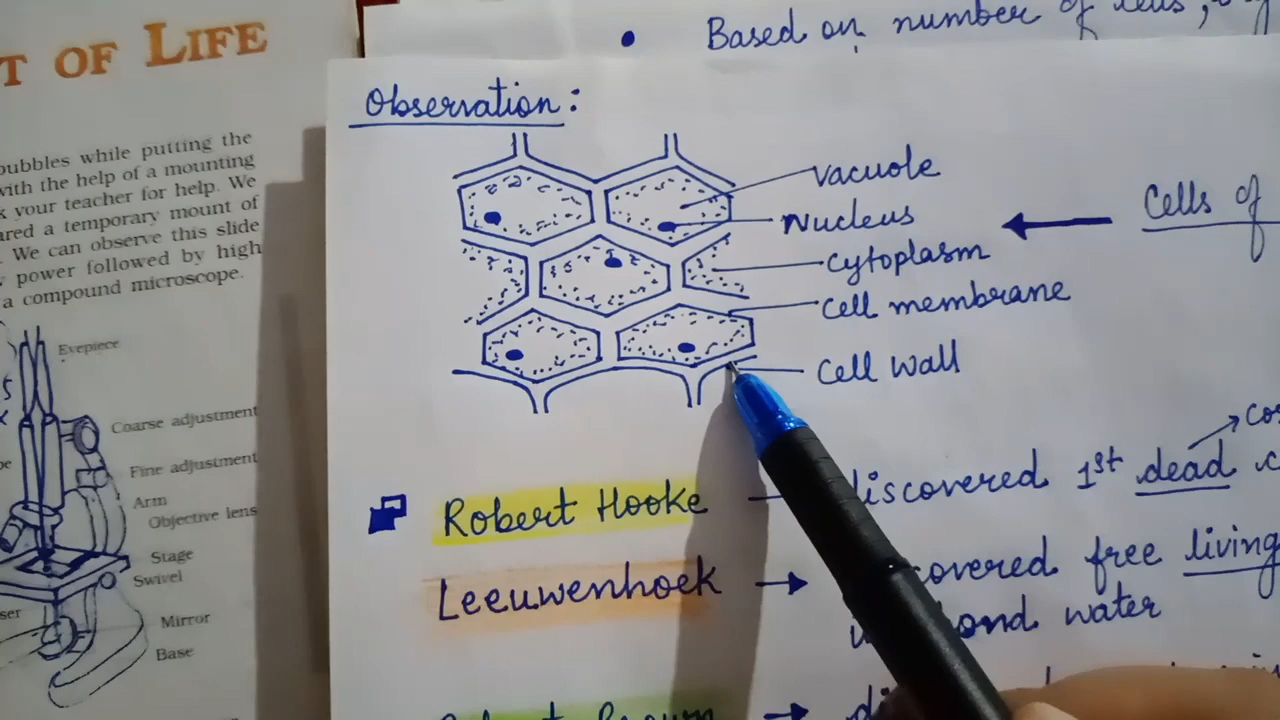 T OF LIFE
bubbles while putting the
with the help of a mounting
your teacher for help. We
ared a temporary mount of
. We can observe this slide
power followed by high
a compound microscope.
Eyepiece
Coarse adjustment
Fine adjustment
Arm
Objective lens
Stage
Swivel
Mirror
Base
• Based on number of cells,
Observation:
Vacuole
Nucleus
Cytoplasm
Cell membrane
Cell Wall
Cells of
Robert Hooke — discovered 1st dead c
Leeuwenhoek → covered free living
pond water
Robert Brown →